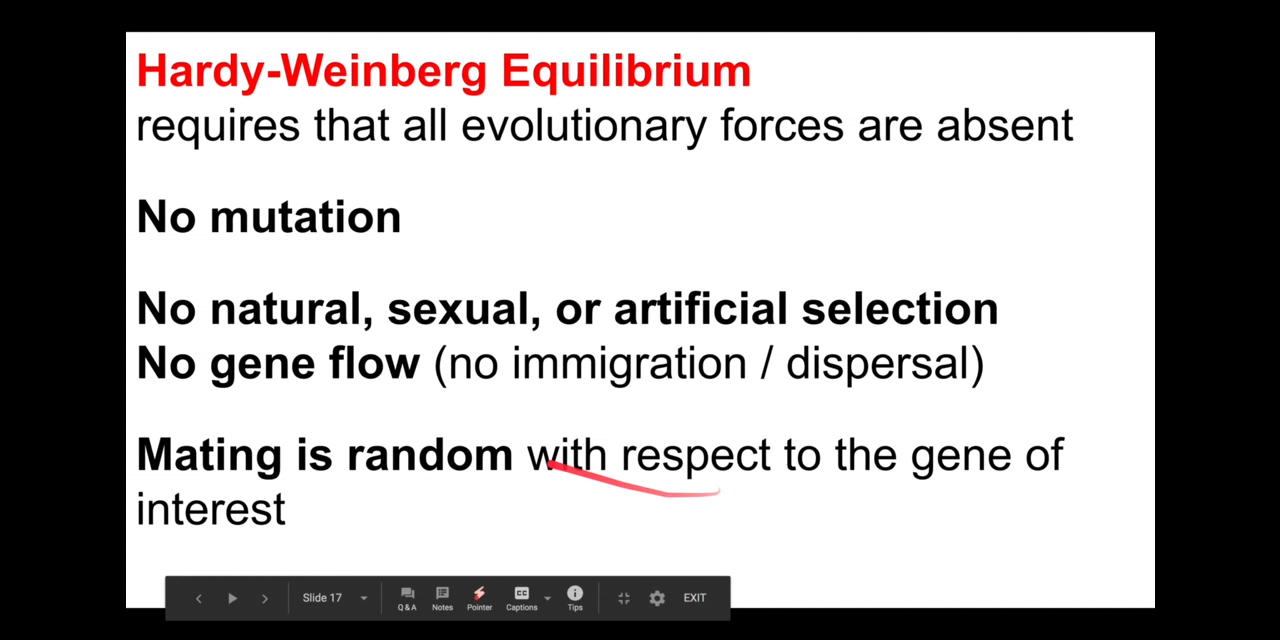 Hardy-Weinberg Equilibrium
requires that all evolutionary forces are absent
No mutation
No natural, sexual, or artificial selection
No gene flow (no immigration / dispersal)
Mating is random with respect to the gene of
interest
Slide 17
Q & A Notes Pointer Captions Tips EXIT